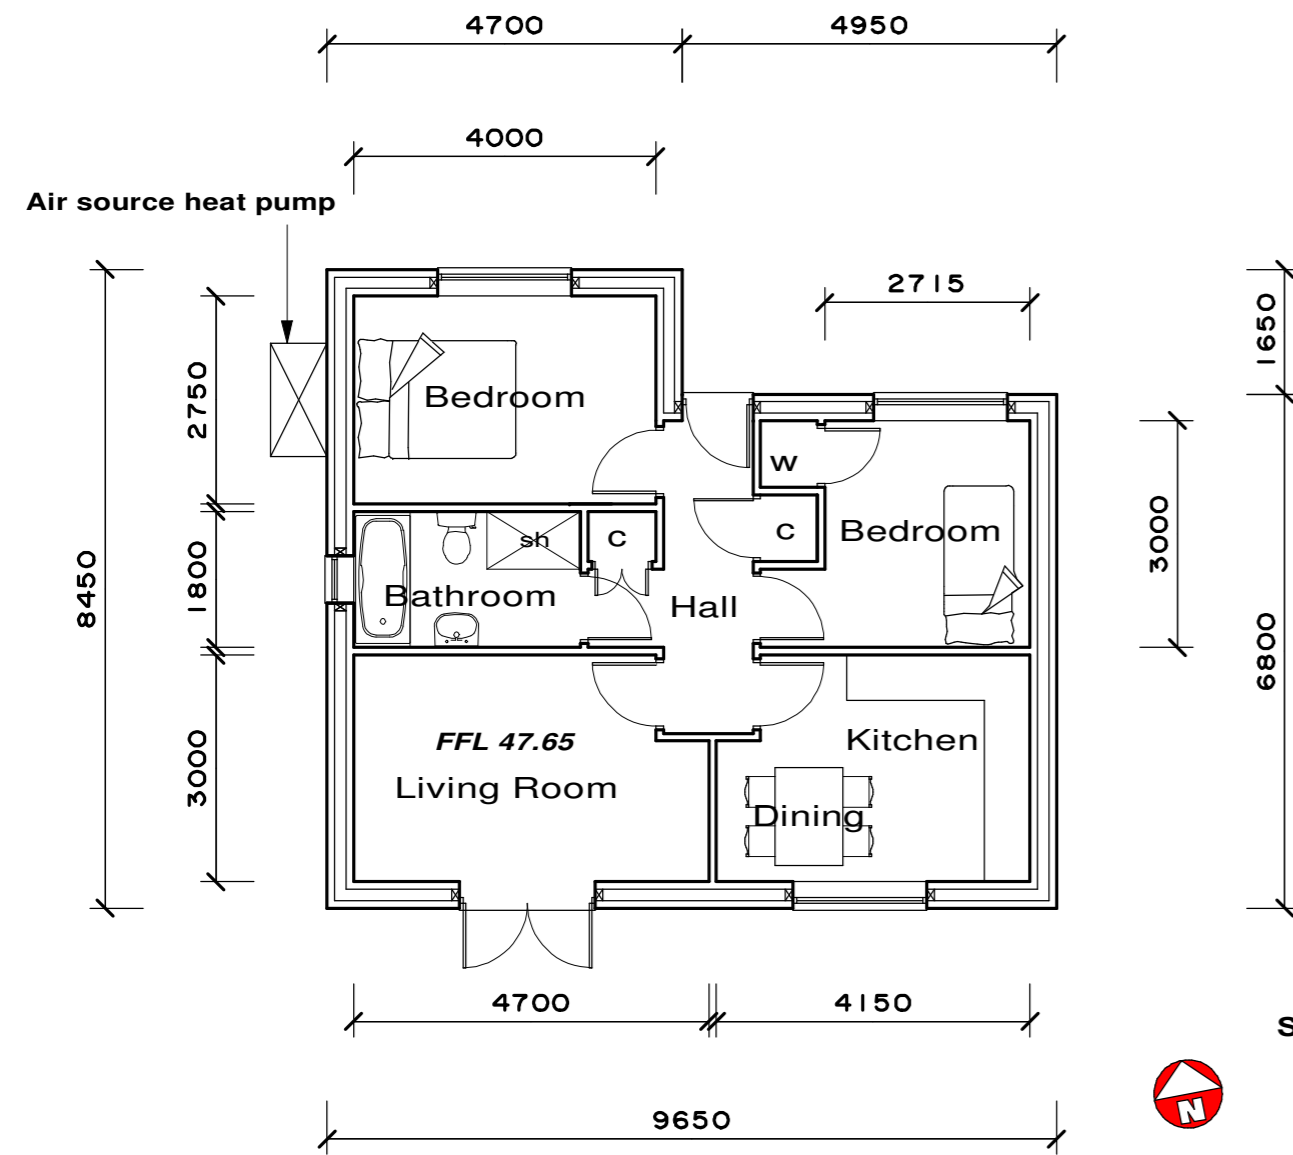 4700
4950
4000
Air source heat pump
2715
1650
2750
Bedroom
W
C
C
sh
Bedroom
3000
8450
1800
Bathroom
Hall
6800
3000
FFL 47.65
Living Room
Kitchen
Dining
4700
4150
S
N
9650